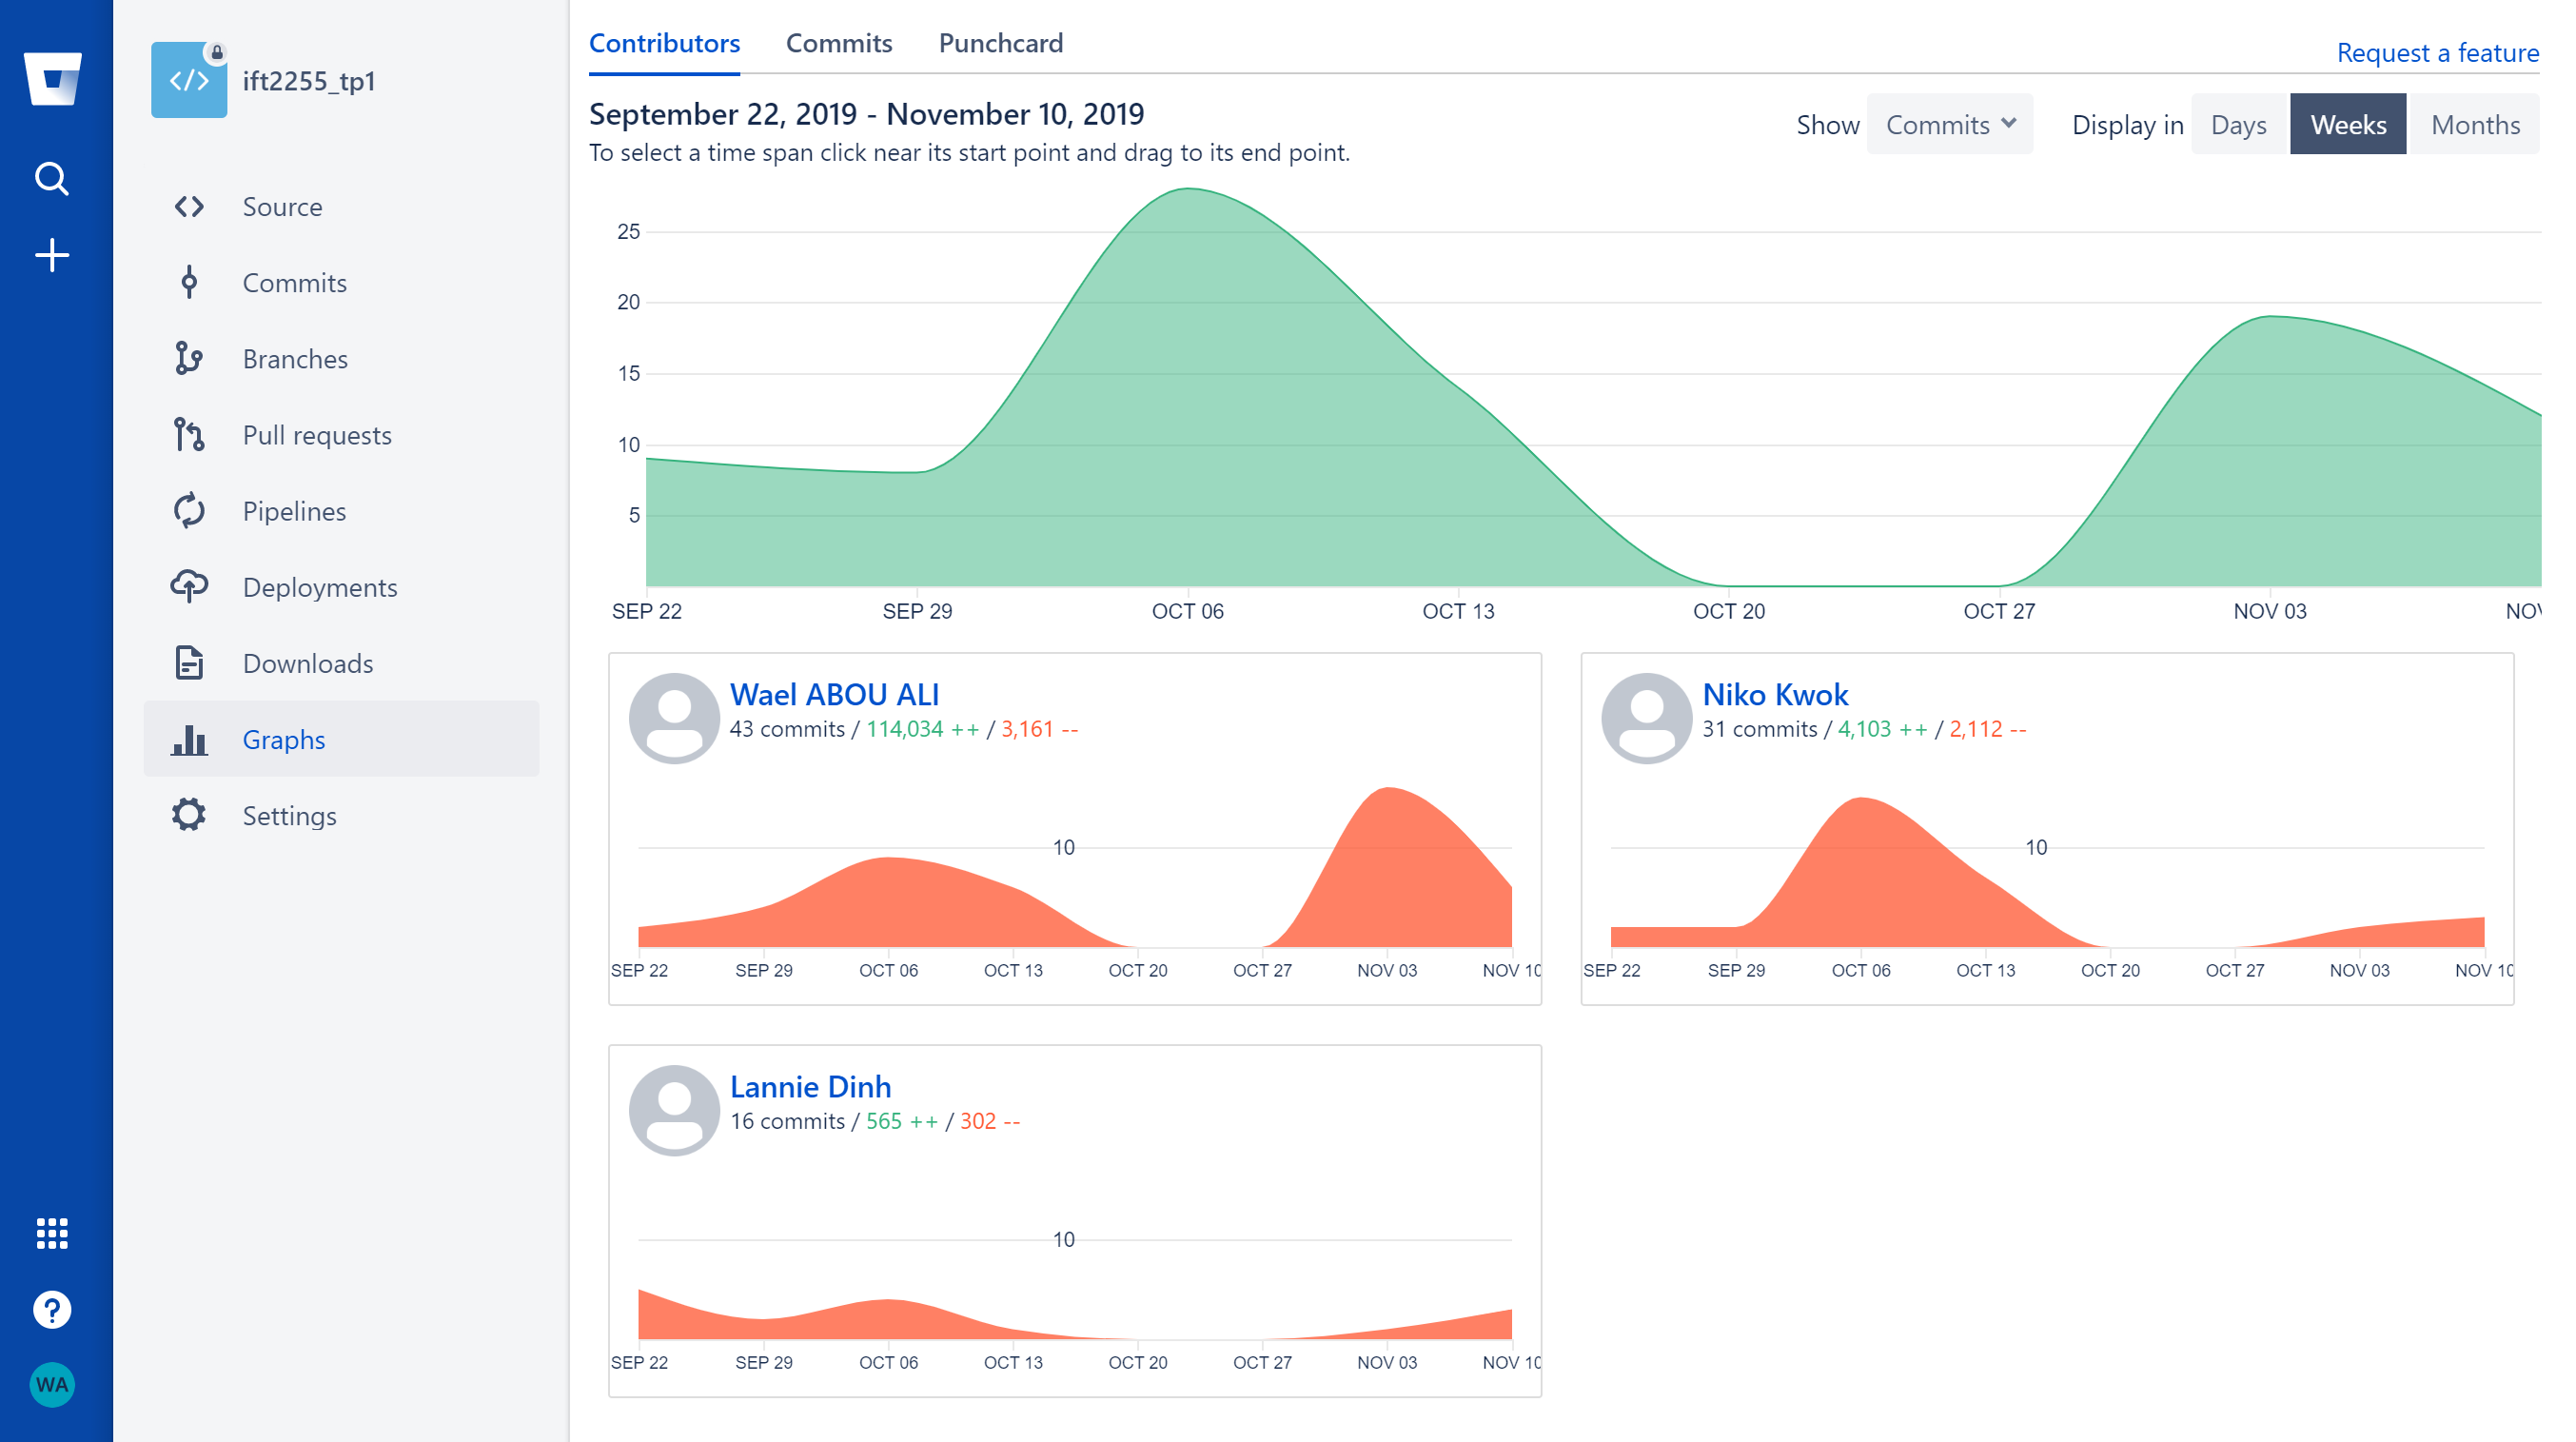 ift2255_tp1
Source
Commits
Branches
Pull requests
Pipelines
Deployments
Downloads
Graphs
Settings
WA
Contributors Commits Punchcard
Request a feature
September 22, 2019 - November 10, 2019
To select a time span click near its start point and drag to its end point.
Show Commits Display in Days Weeks Months
25
20
15
10
5
SEP 22 SEP 29 OCT 06 OCT 13 OCT 20 OCT 27 NOV 03 NOV
Wael ABOU ALI
43 commits / 114,034 ++ / 3,161 --
10
SEP 22 SEP 29 OCT 06 OCT 13 OCT 20 OCT 27 NOV 03 NOV 10
Niko Kwok
31 commits / 4,103 ++ / 2,112 --
10
SEP 22 SEP 29 OCT 06 OCT 13 OCT 20 OCT 27 NOV 03 NOV 10
Lannie Dinh
16 commits / 565 ++ / 302 --
10
SEP 22 SEP 29 OCT 06 OCT 13 OCT 20 OCT 27 NOV 03 NOV 10